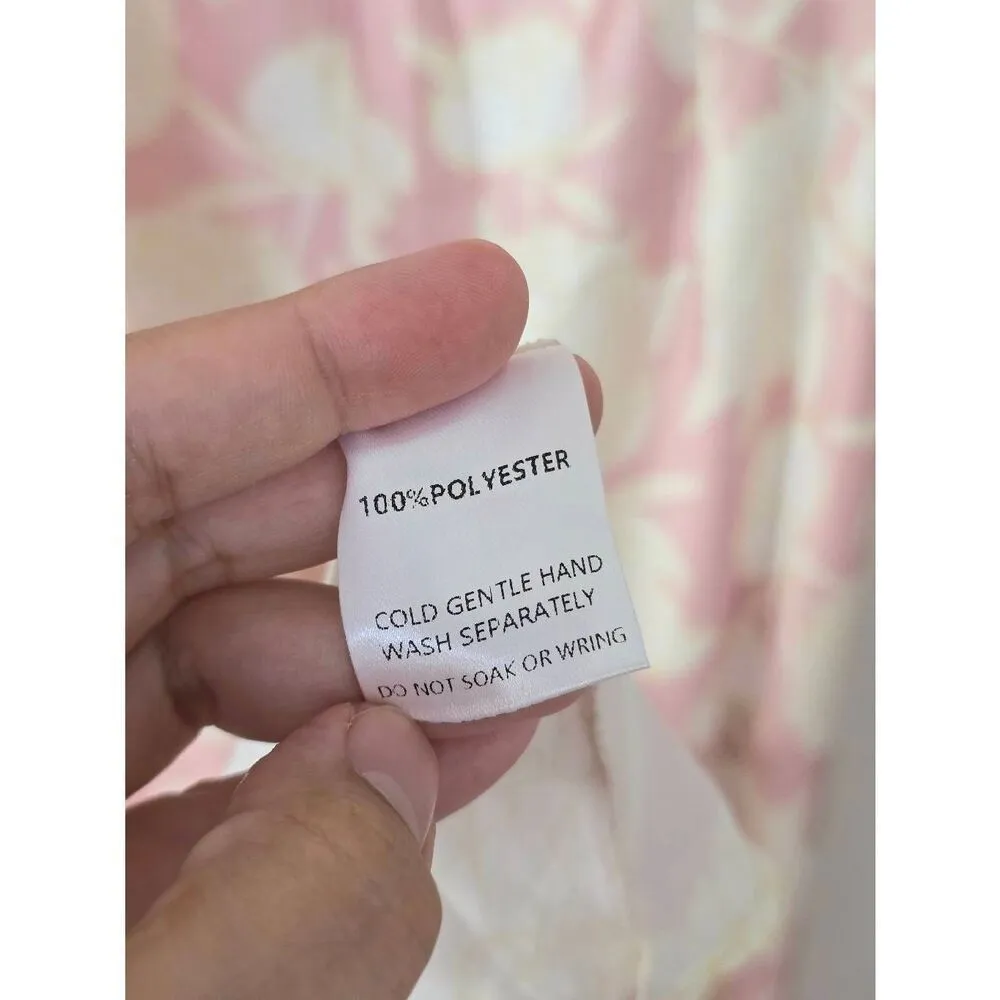 100%POLYESTER
COLD GENTLE HAND
WASH SEPARATELY
DO NOT SOAK OR WRING